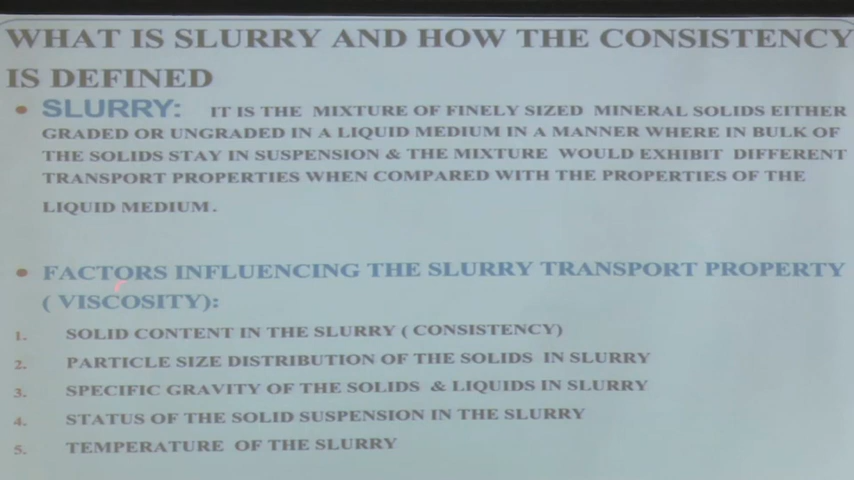 WHAT IS SLURRY AND HOW THE CONSISTENCY
IS DEFINED
• SLURRY: IT IS THE MIXTURE OF FINELY SIZED MINERAL SOLIDS EITHER
GRADED OR UNGRADED IN A LIQUID MEDIUM IN A MANNER WHERE IN BULK OF
THE SOLIDS STAY IN SUSPENSION & THE MIXTURE WOULD EXHIBIT DIFFERENT
TRANSPORT PROPERTIES WHEN COMPARED WITH THE PROPERTIES OF THE
LIQUID MEDIUM.
• FACTORS INFLUENCING THE SLURRY TRANSPORT PROPERTY
( VISCOSITY):
1. SOLID CONTENT IN THE SLURRY ( CONSISTENCY)
2. PARTICLE SIZE DISTRIBUTION OF THE SOLIDS IN SLURRY
3. SPECIFIC GRAVITY OF THE SOLIDS & LIQUIDS IN SLURRY
4. STATUS OF THE SOLID SUSPENSION IN THE SLURRY
5. TEMPERATURE OF THE SLURRY